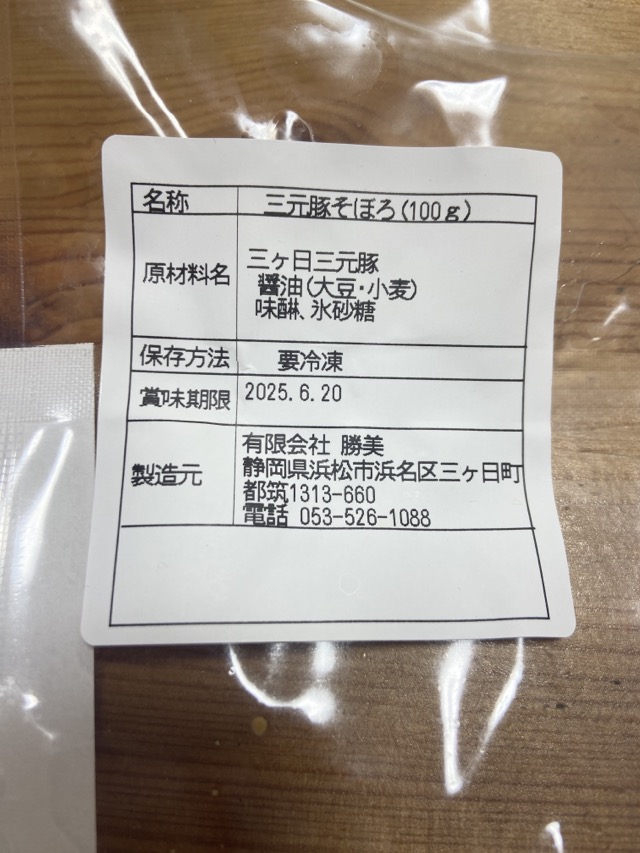 名称 三元豚そぼろ(100g)
原材料名 三ヶ日三元豚
醤油(大豆・小麦)
味醂、氷砂糖
保存方法 要冷凍
賞味期限 2025.6.20
製造元 有限会社 勝美
静岡県浜松市浜名区三ヶ日町
都筑1313-660
電話 053-526-1088